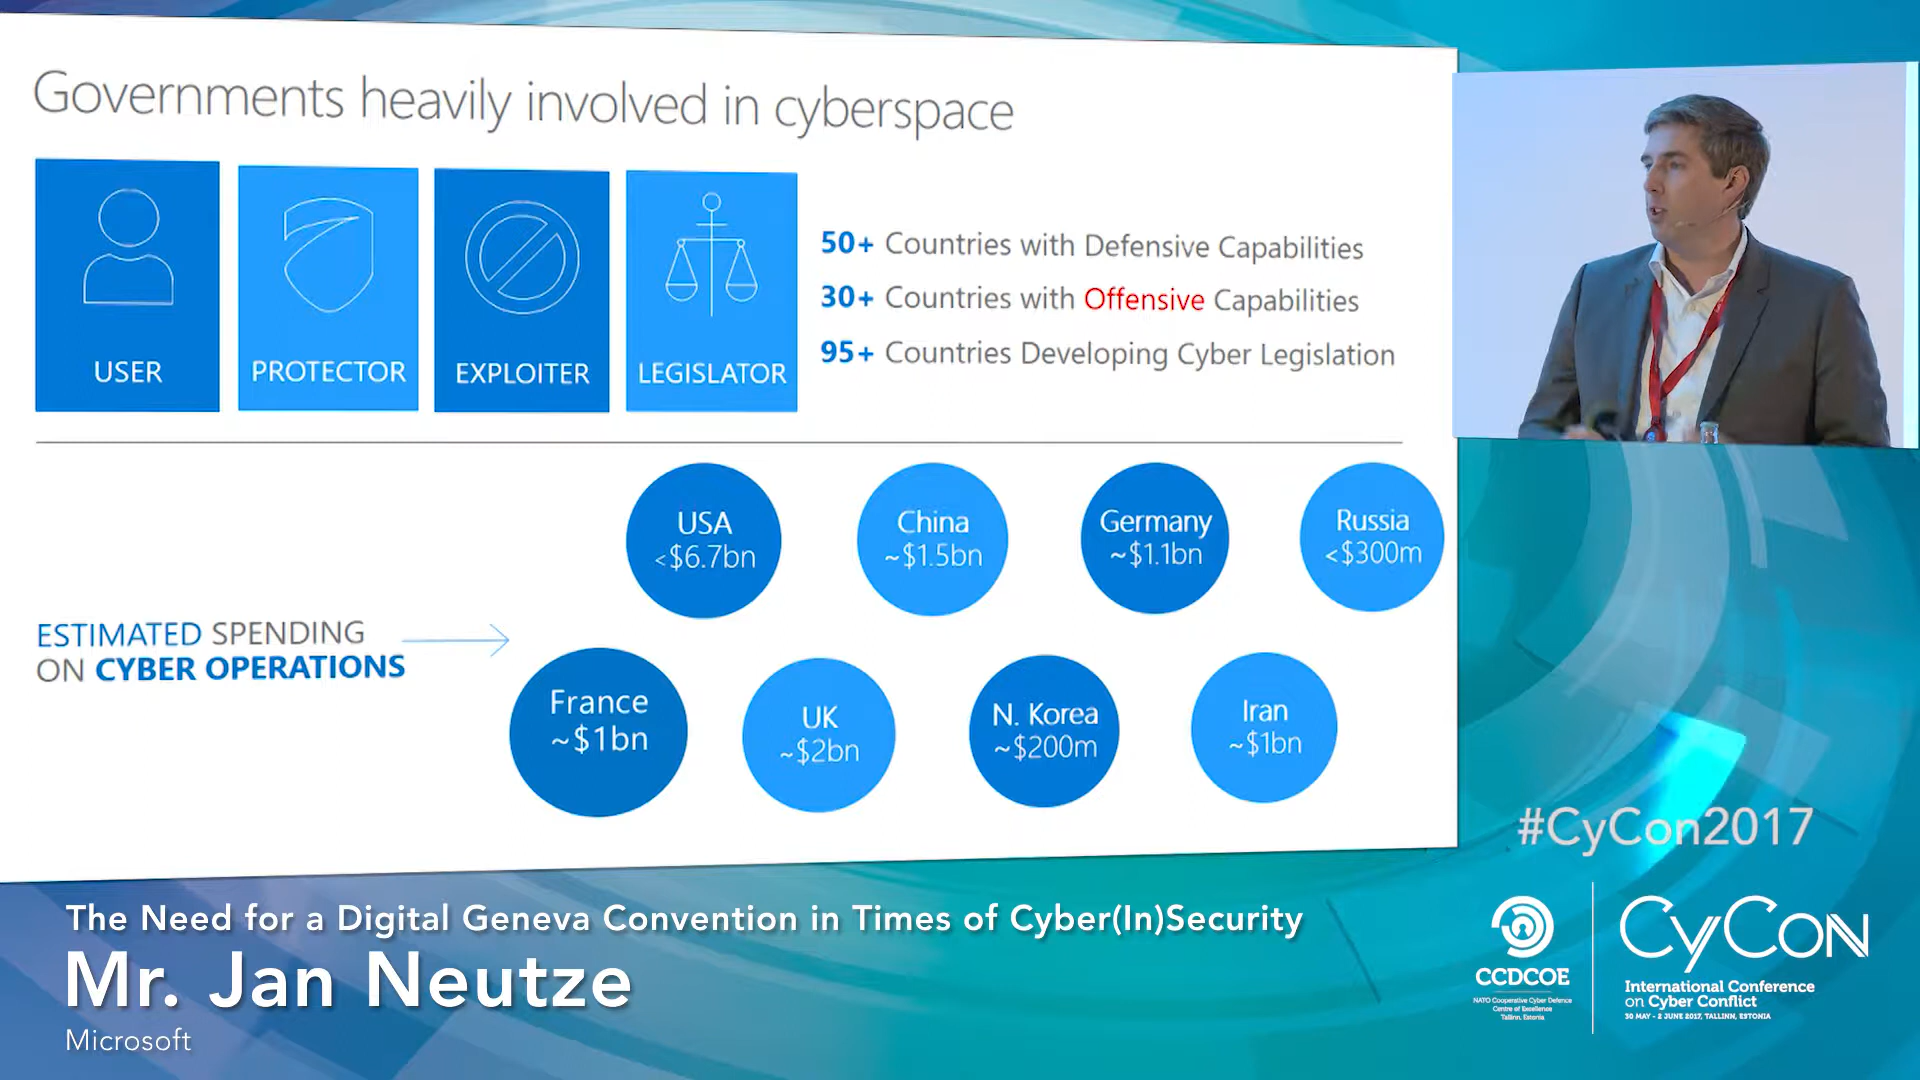 Governments heavily involved in cyberspace
USER
PROTECTOR
EXPLOITER
LEGISLATOR
50+ Countries with Defensive Capabilities
30+ Countries with Offensive Capabilities
95+ Countries Developing Cyber Legislation
ESTIMATED SPENDING
ON CYBER OPERATIONS
USA
<$6.7bn
China
~$1.5bn
Germany
~$1.1bn
Russia
<$300m
France
~$1bn
UK
~$2bn
N. Korea
~$200m
Iran
~$1bn
#CyCon2017
The Need for a Digital Geneva Convention in Times of Cyber(In)Security
Mr. Jan Neutze
Microsoft
CCDCOE
NATO Cooperative Cyber Defence
Centre of Excellence
Tallinn, Estonia
CyCon
International Conference
on Cyber Conflict
30 MAY - 2 JUNE 2017, TALLINN, ESTONIA